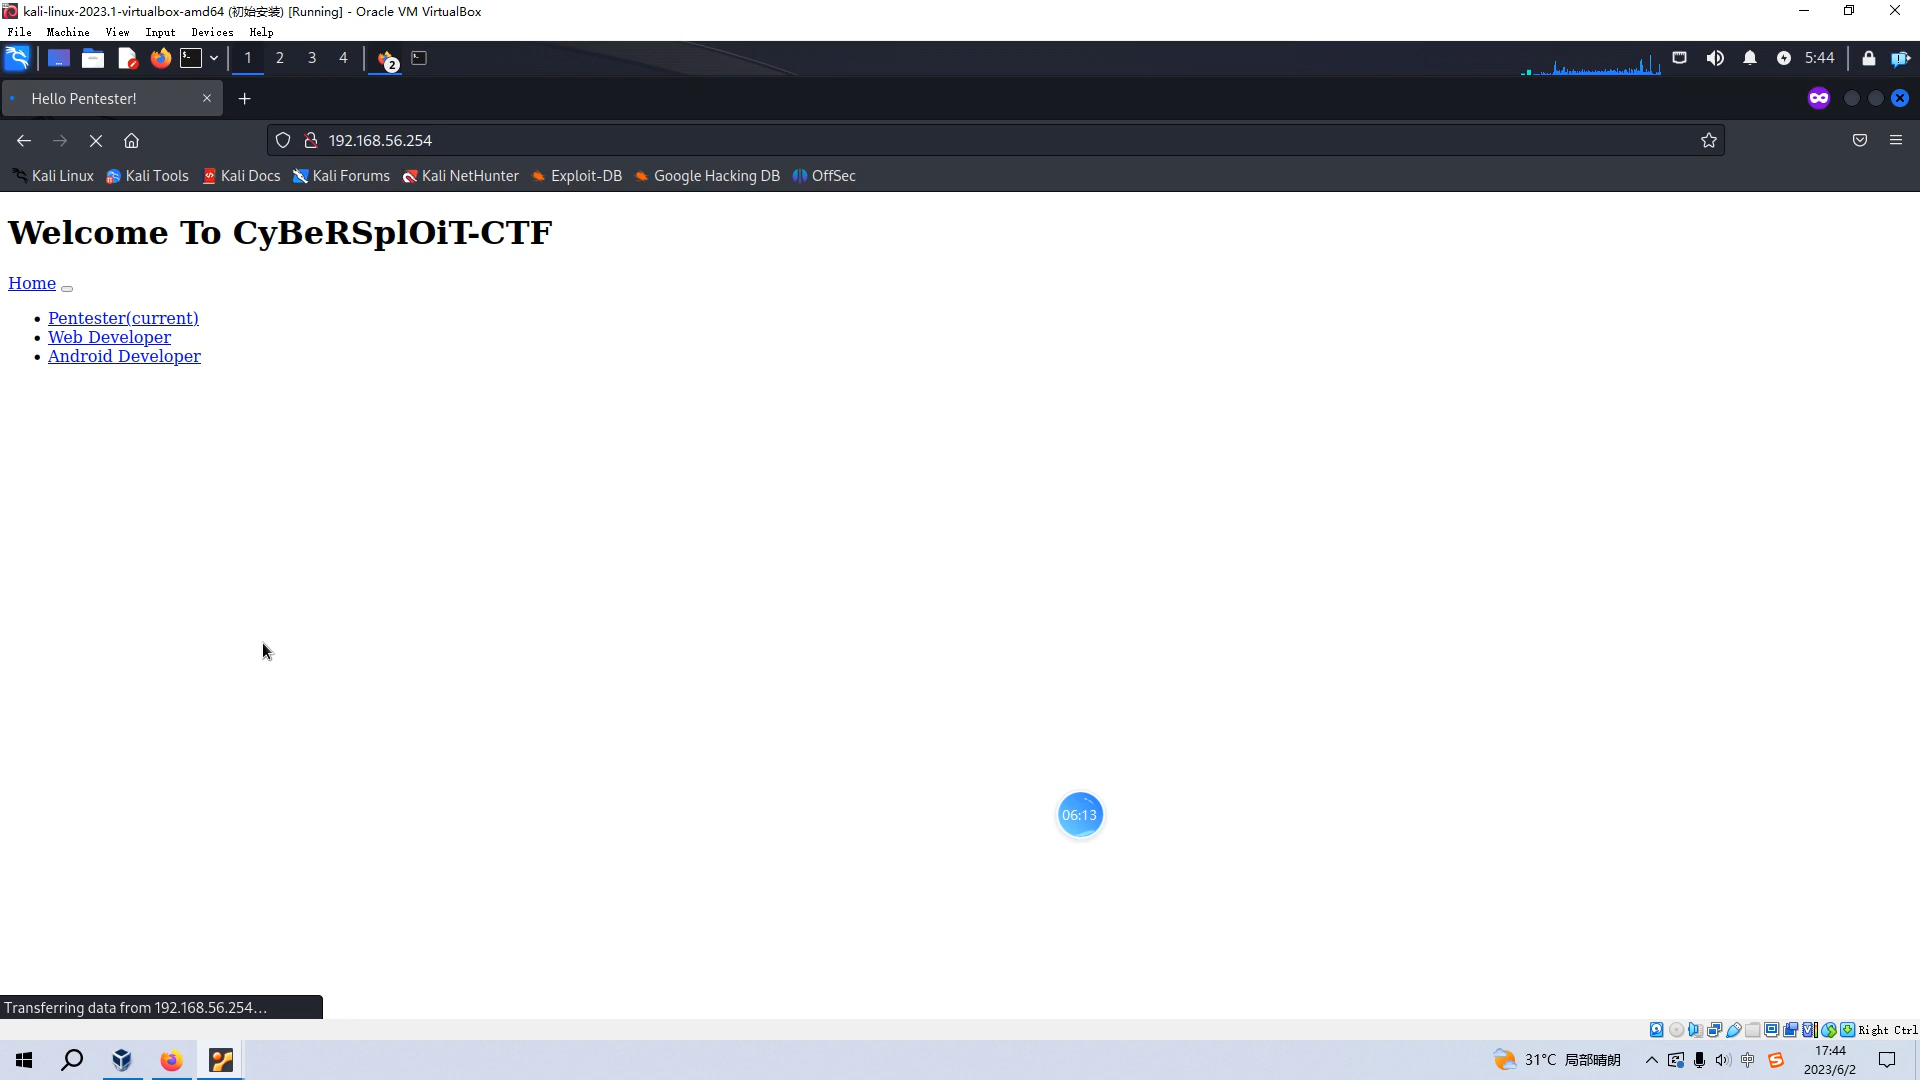 kali-linux-2023.1-virtualbox-amd64 (初始安装) [Running] - Oracle VM VirtualBox
File Machine View Input Devices Help
1 2 3 4 2 5:44
Hello Pentester!
192.168.56.254
Kali Linux Kali Tools Kali Docs Kali Forums Kali NetHunter Exploit-DB Google Hacking DB OffSec
Welcome To CyBeRSplOiT-CTF
Home
Pentester(current)
Web Developer
Android Developer
06:13
Transferring data from 192.168.56.254…
Right Ctrl
31°C 局部晴朗 中 17:44
2023/6/2